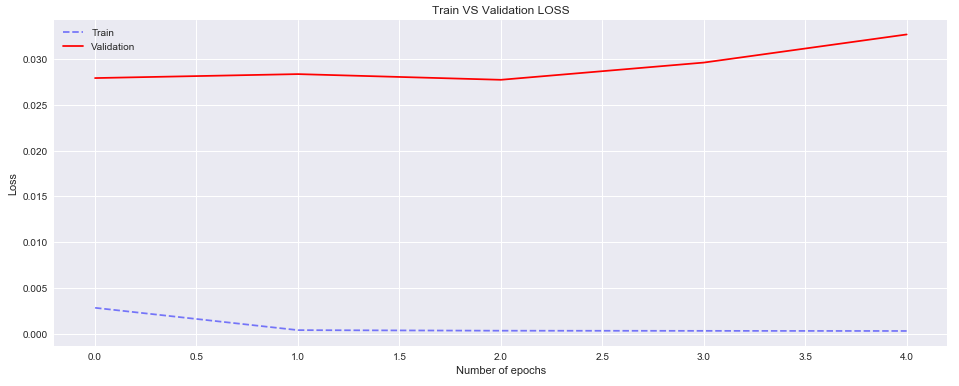 Train VS Validation LOSS
Train
Validation
0.030
0.025
0.020
0.015
0.010
0.005
0.000
Loss
0.0 0.5 1.0 1.5 2.0 2.5 3.0 3.5 4.0
Number of epochs